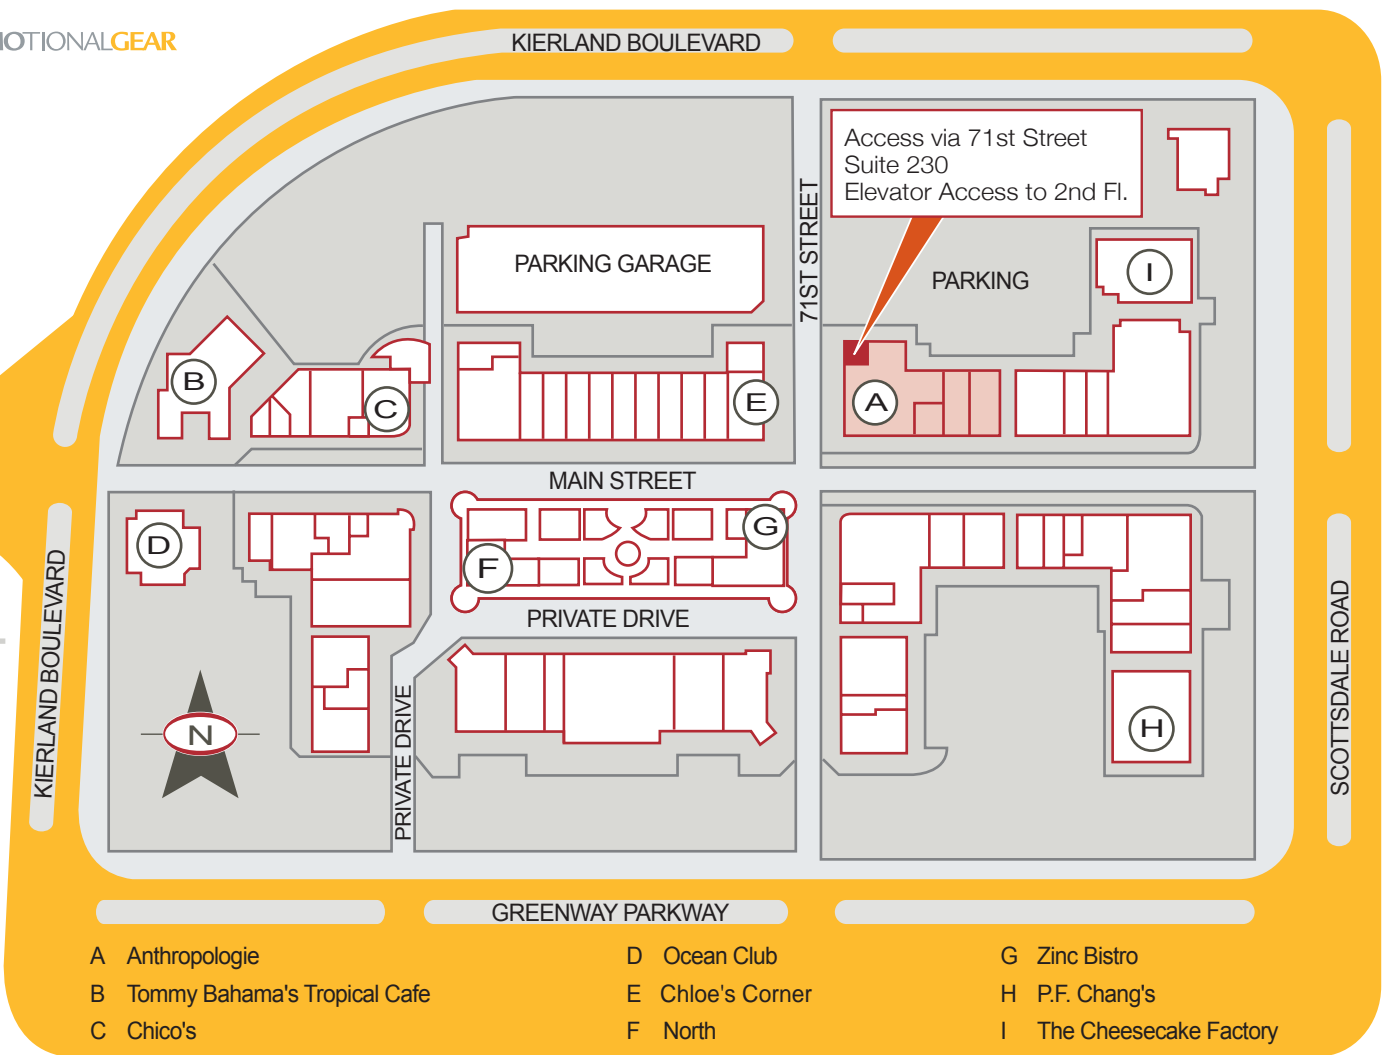 OTIONALGEAR
KIERLAND BOULEVARD
Access via 71st Street
Suite 230
Elevator Access to 2nd Fl.
71ST STREET
PARKING GARAGE
PARKING
I
B
C
E
A
MAIN STREET
G
D
F
PRIVATE DRIVE
KIERLAND BOULEVARD
SCOTTSDALE ROAD
N
PRIVATE DRIVE
H
GREENWAY PARKWAY
A Anthropologie
B Tommy Bahama's Tropical Cafe
C Chico's
D Ocean Club
E Chloe's Corner
F North
G Zinc Bistro
H P.F. Chang's
I The Cheesecake Factory